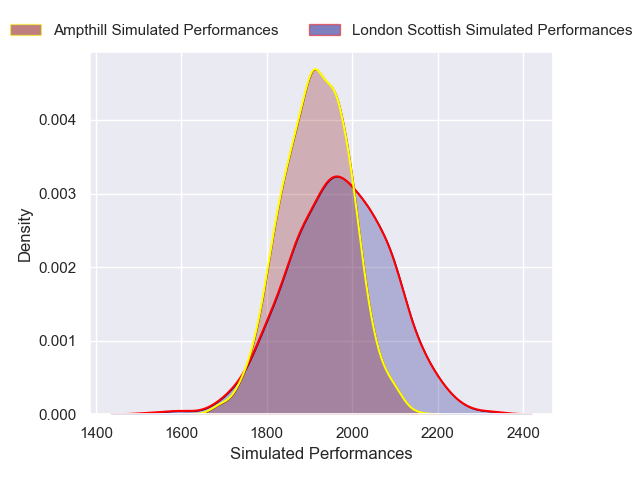 Ampthill Simulated Performances London Scottish Simulated Performances
0.004
0.003
0.002
0.001
0.000
Density
1400 1600 1800 2000 2200 2400
Simulated Performances